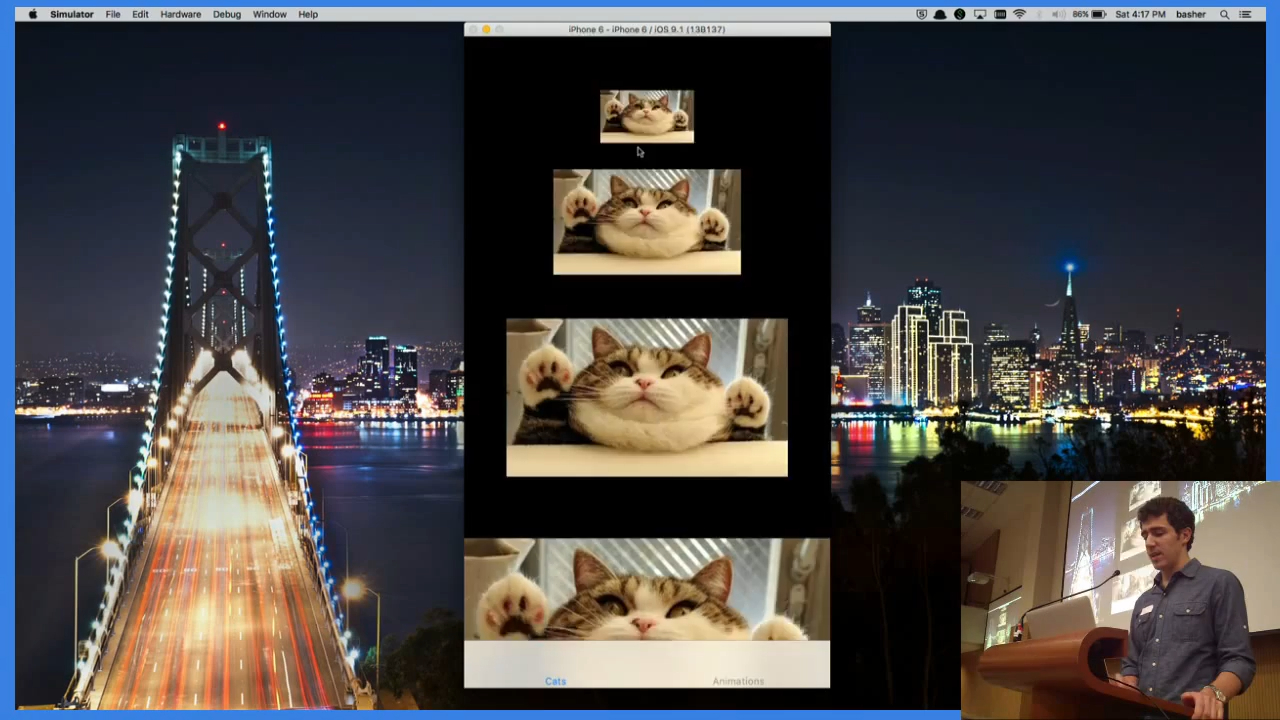 Simulator File Edit Hardware Debug Window Help 86% Sat 4:17 PM basher
iPhone 6 - iPhone 6 / iOS 9.1 (13B137)
Cats Animations